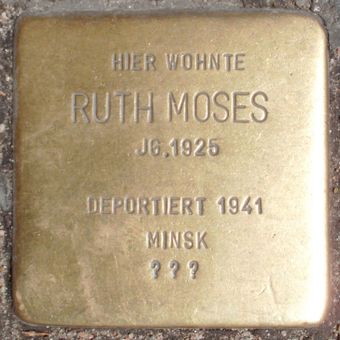 HIER WOHNTE
RUTH MOSES
JG.1925
DEPORTIERT 1941
MINSK
???